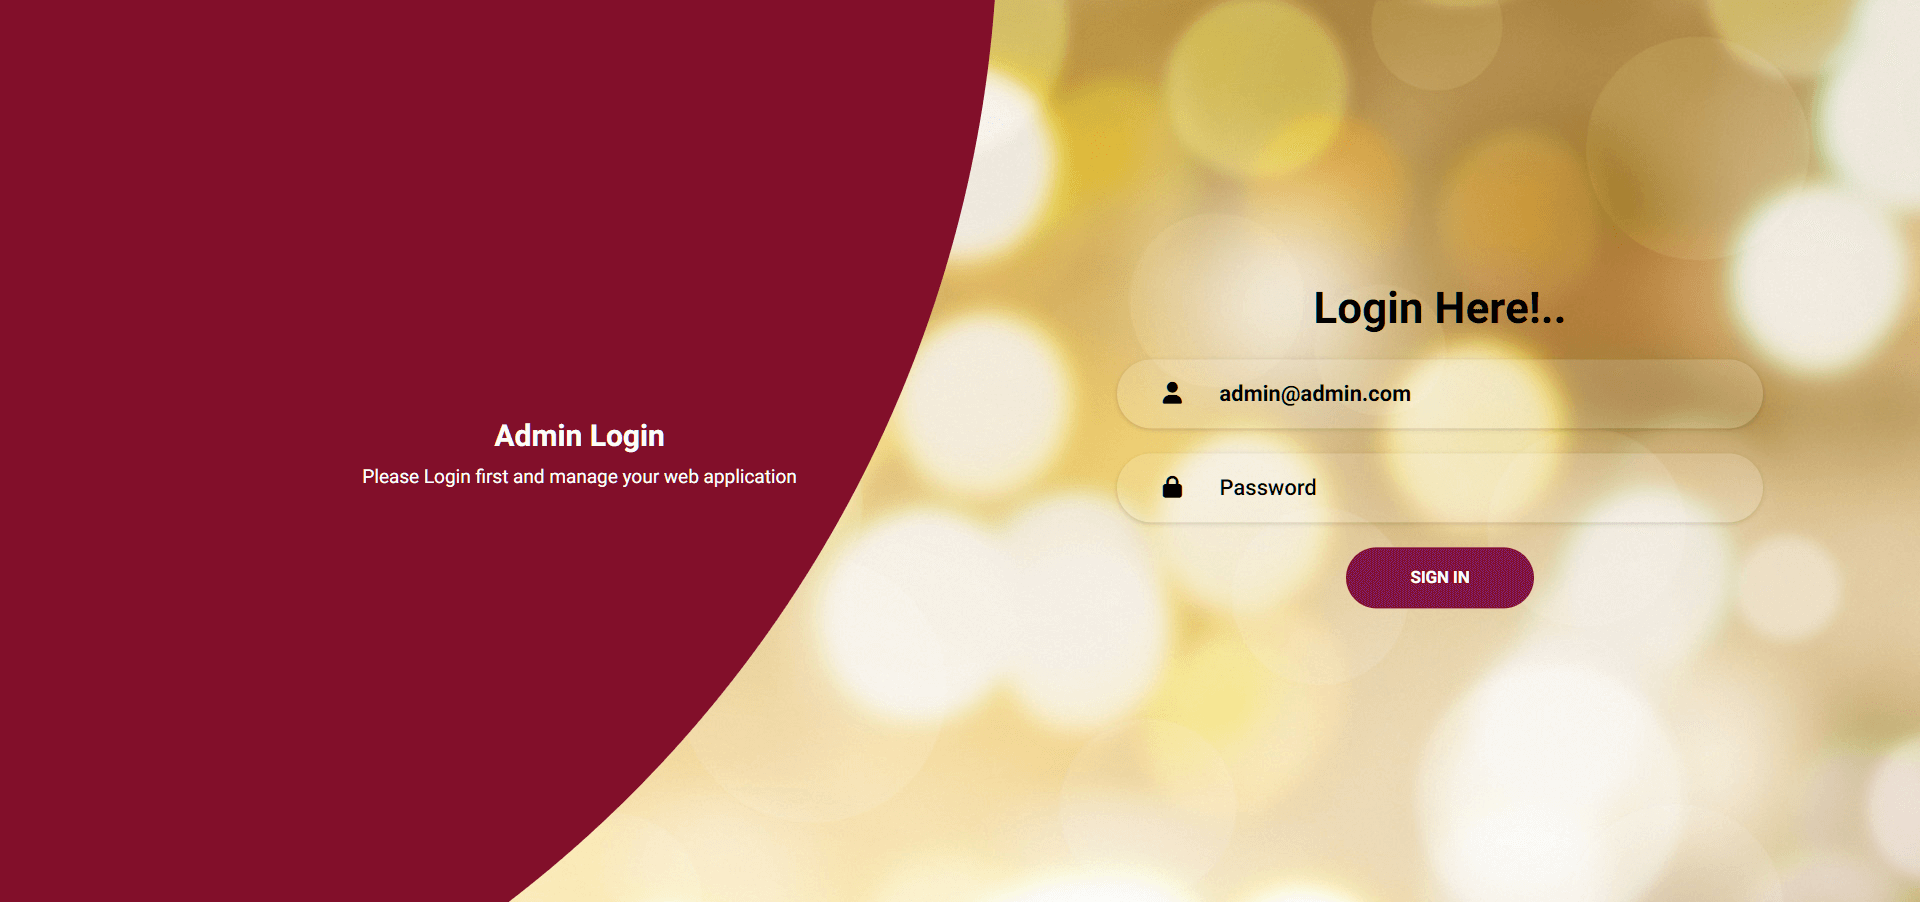 Admin Login
Please Login first and manage your web application
Login Here!..
admin@admin.com
Password
SIGN IN